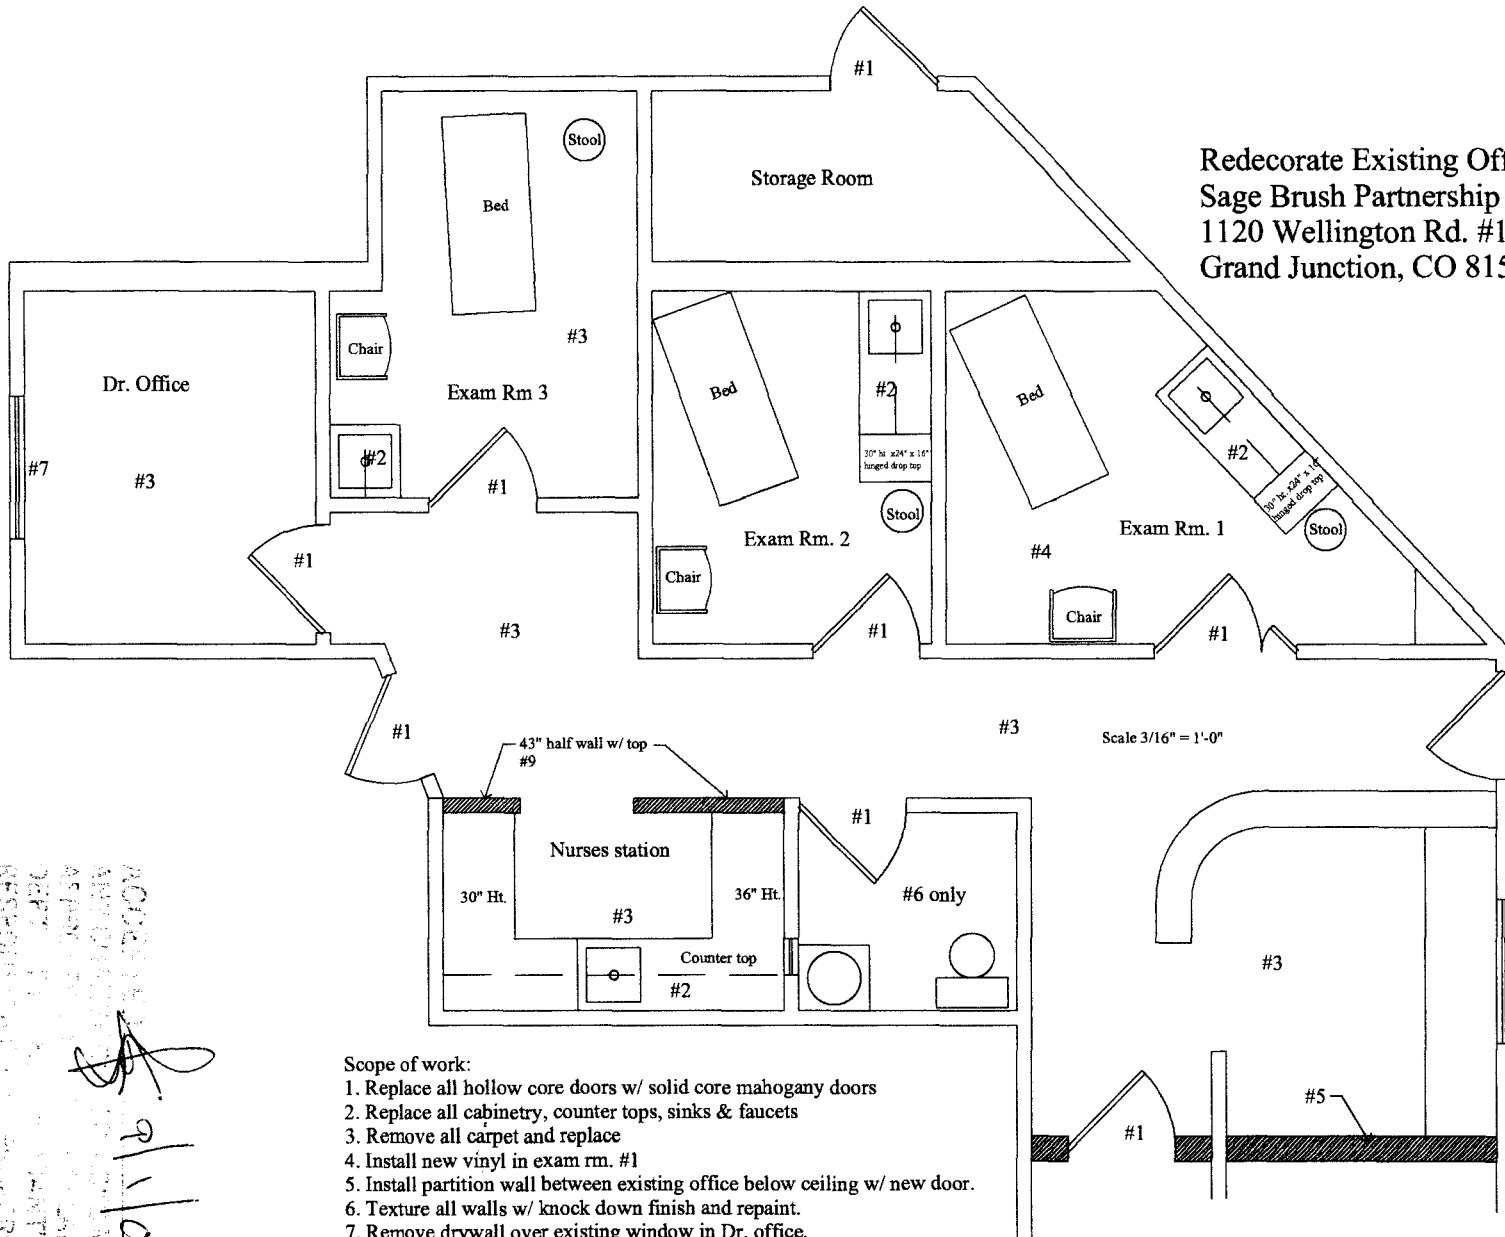 #1
Stool
Storage Room
Bed
Redecorate Existing Off
Sage Brush Partnership
1120 Wellington Rd. #1
Grand Junction, CO 815
Chair
#3
Dr. Office
Exam Rm 3
#2
#7
#3
#1
#1
Bed
#2
30" ht. x24" x 16"
hinged drop top
Stool
Exam Rm. 2
Chair
#1
Bed
#2
30" ht. x24" x 16"
hinged drop top
Stool
Exam Rm. 1
#4
Chair
#1
#3
#1
43" half wall w/ top
#9
#3
Scale 3/16" = 1'-0"
#1
Nurses station
30" Ht.
36" Ht.
#3
Counter top
#2
#6 only
#3
#5
#1
Scope of work:
1. Replace all hollow core doors w/ solid core mahogany doors
2. Replace all cabinetry, counter tops, sinks & faucets
3. Remove all carpet and replace
4. Install new vinyl in exam rm. #1
5. Install partition wall between existing office below ceiling w/ new door.
6. Texture all walls w/ knock down finish and repaint.
7. Remove drywall over existing window in Dr. office.